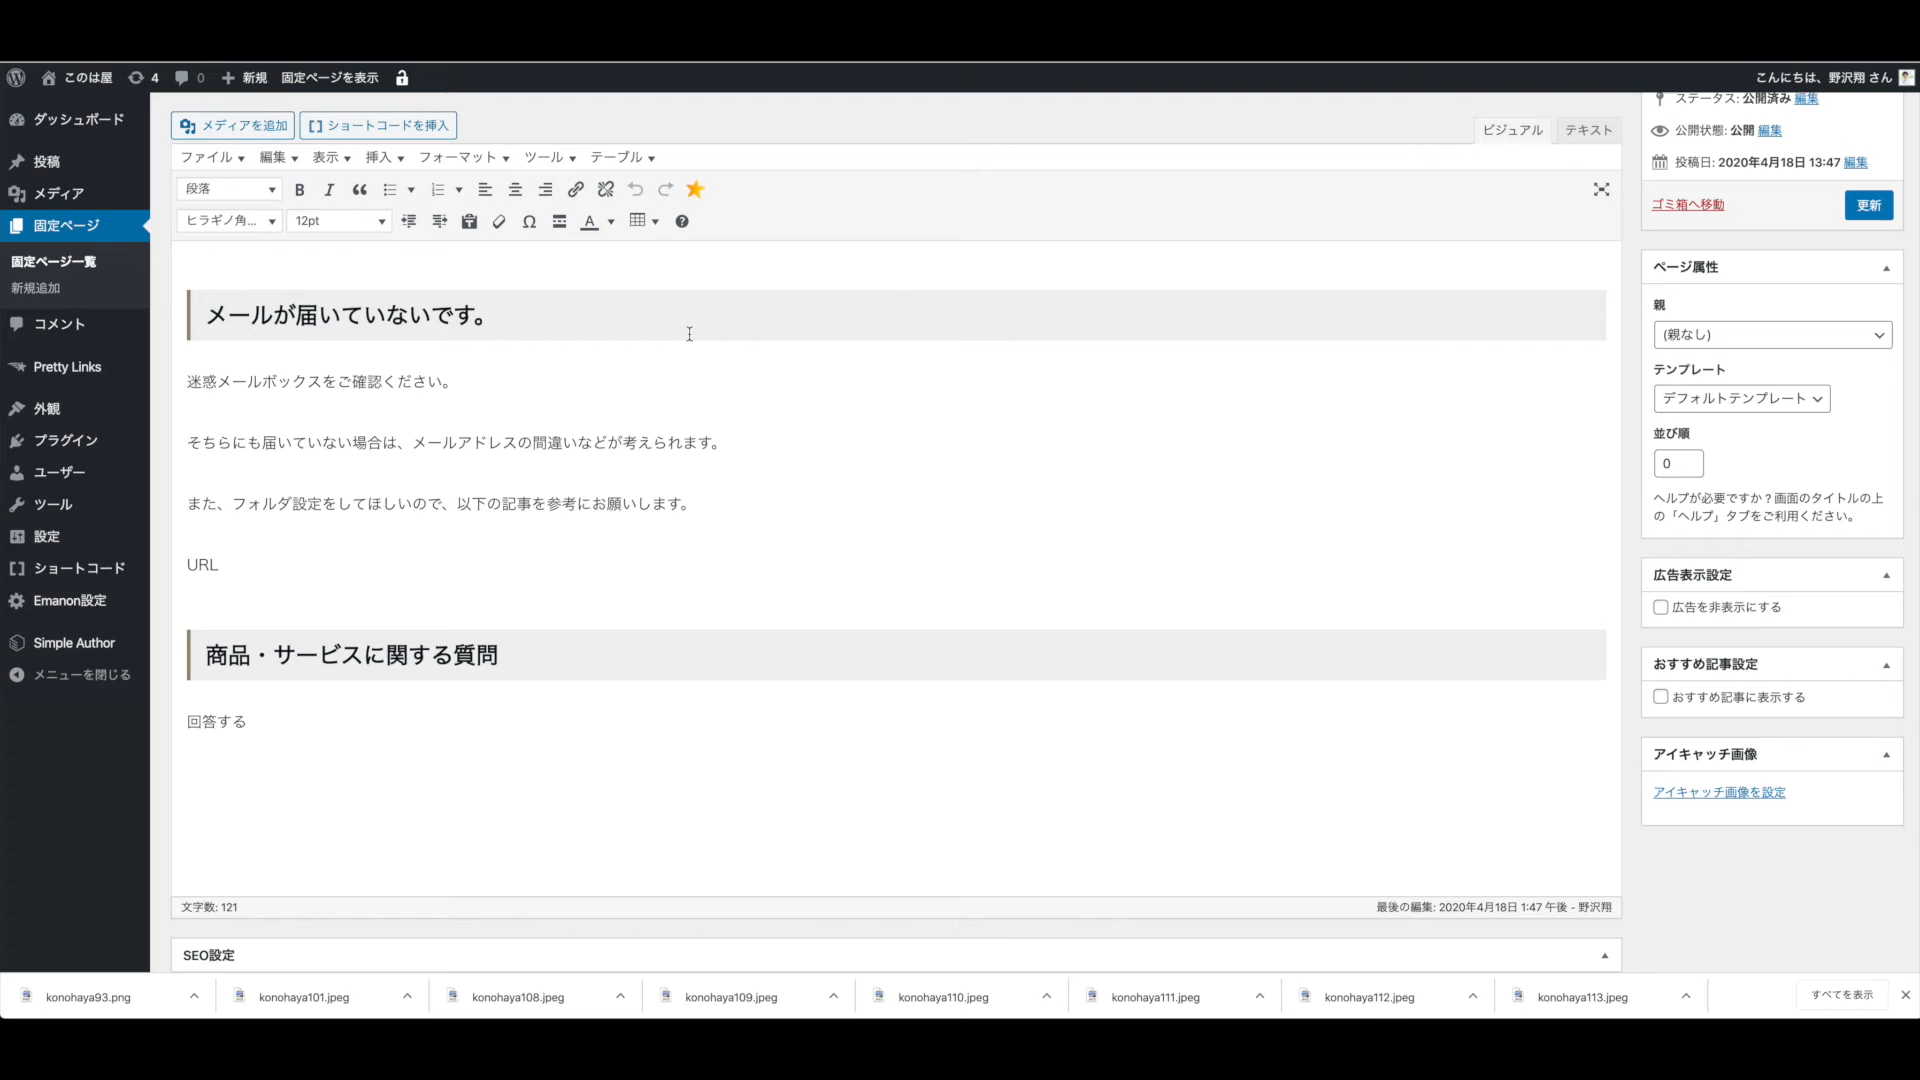 このは屋 4 0 新規 固定ページを表示 こんにちは、野沢翔 さん
ダッシュボード
投稿
メディア
固定ページ
固定ページ一覧
新規追加
コメント
Pretty Links
外観
プラグイン
ユーザー
ツール
設定
ショートコード
Emanon設定
Simple Author
メニューを閉じる
メディアを追加 ショートコードを挿入 ビジュアル テキスト
ファイル 編集 表示 挿入 フォーマット ツール テーブル
段落
ヒラギノ角... 12pt
メールが届いていないです。
迷惑メールボックスをご確認ください。
そちらにも届いていない場合は、メールアドレスの間違いなどが考えられます。
また、フォルダ設定をしてほしいので、以下の記事を参考にお願いします。
URL
商品・サービスに関する質問
回答する
文字数: 121 最後の編集: 2020年4月18日 1:47 午後 - 野沢翔
SEO設定
ステータス: 公開済み 編集
公開状態: 公開 編集
投稿日: 2020年4月18日 13:47 編集
ゴミ箱へ移動 更新
ページ属性
親
(親なし)
テンプレート
デフォルトテンプレート
並び順
0
ヘルプが必要ですか ? 画面のタイトルの上
の「ヘルプ」タブをご利用ください。
広告表示設定
広告を非表示にする
おすすめ記事設定
おすすめ記事に表示する
アイキャッチ画像
アイキャッチ画像を設定
konohaya93.png konohaya101.jpeg konohaya108.jpeg konohaya109.jpeg konohaya110.jpeg konohaya111.jpeg konohaya112.jpeg konohaya113.jpeg すべてを表示